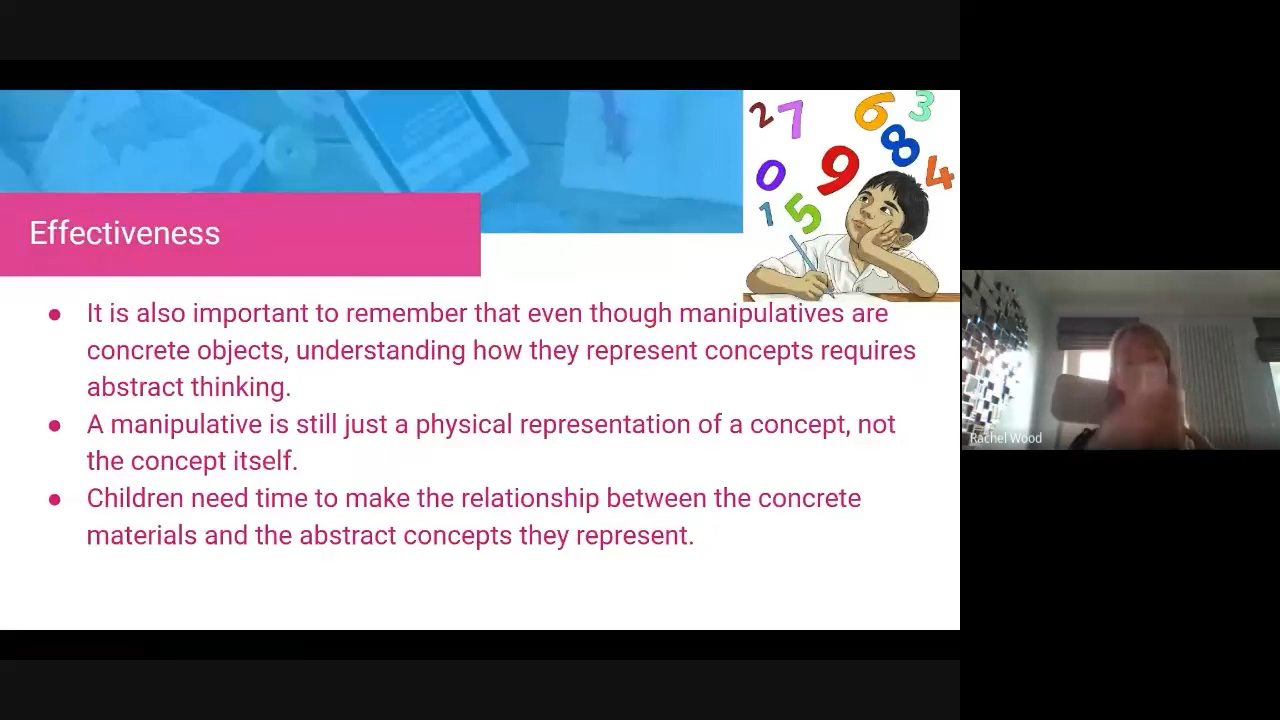 2 7 6 3
8
0 9 4
1 5
Effectiveness
● It is also important to remember that even though manipulatives are
concrete objects, understanding how they represent concepts requires
abstract thinking.
● A manipulative is still just a physical representation of a concept, not
the concept itself.
● Children need time to make the relationship between the concrete
materials and the abstract concepts they represent.
Rachel Wood